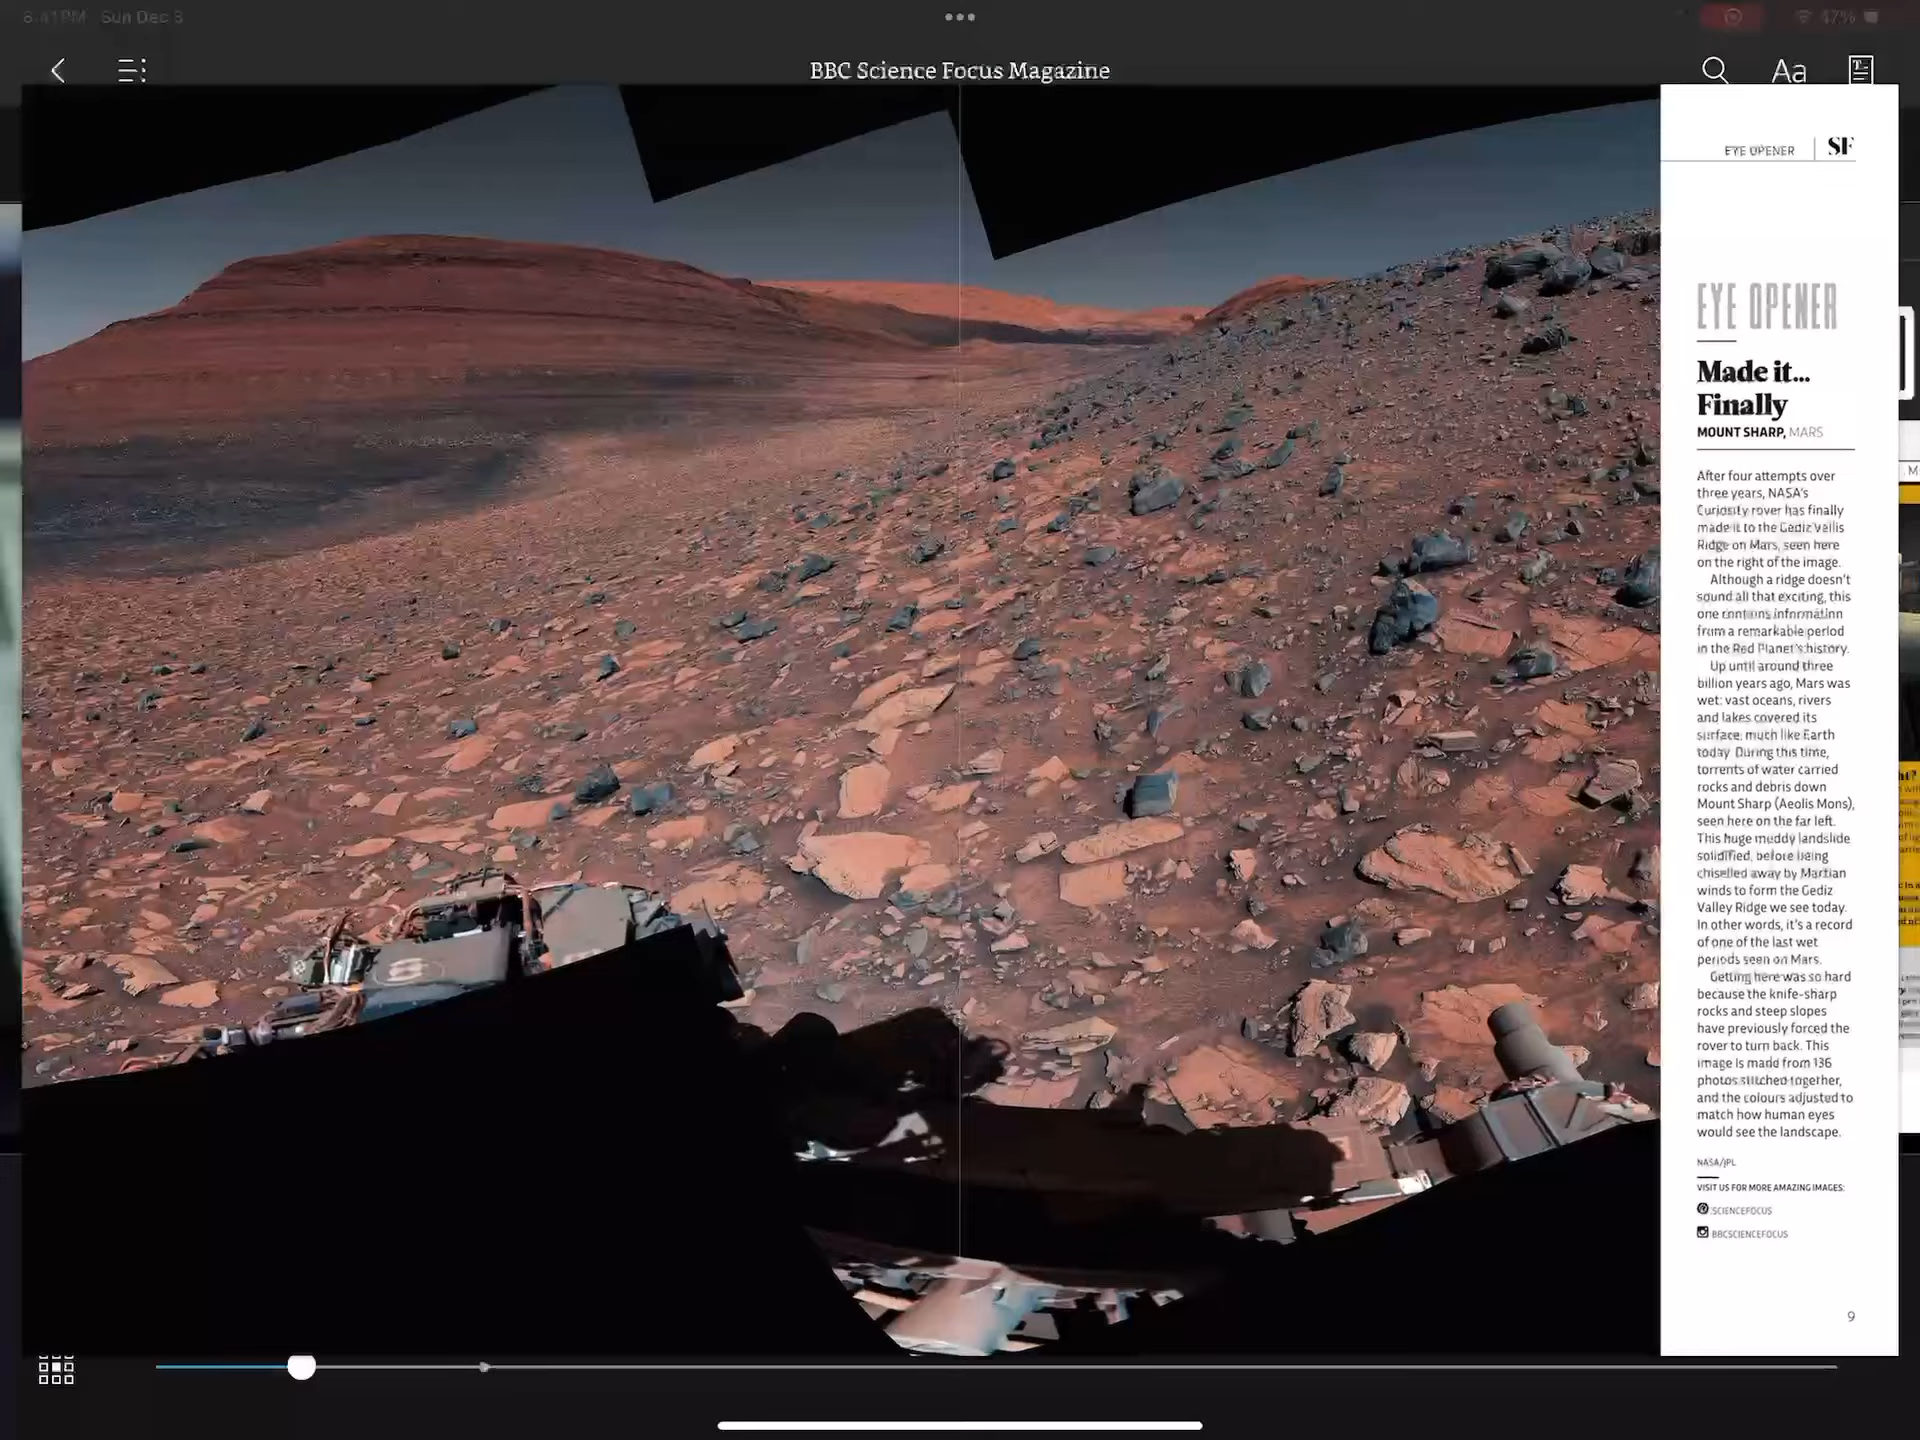 8:41 PM Sun Dec 3
47%
BBC Science Focus Magazine
Aa
EYE OPENER
SF
EYE OPENER
Made it...
Finally
MOUNT SHARP, MARS
After four attempts over
three years, NASA's
Curiosity rover has finally
made it to the Gediz Vallis
Ridge on Mars, seen here
on the right of the image.
Although a ridge doesn't
sound all that exciting, this
one contains information
from a remarkable period
in the Red Planet's history.
Up until around three
billion years ago, Mars was
wet: vast oceans, rivers
and lakes covered its
surface, much like Earth
today. During this time,
torrents of water carried
rocks and debris down
Mount Sharp (Aeolis Mons),
seen here on the far left.
This huge muddy landslide
solidified, before being
chiselled away by Martian
winds to form the Gediz
Valley Ridge we see today.
In other words, it's a record
of one of the last wet
periods seen on Mars.
Getting here was so hard
because the knife-sharp
rocks and steep slopes
have previously forced the
rover to turn back. This
image is made from 136
photos stitched together,
and the colours adjusted to
match how human eyes
would see the landscape.
NASA/JPL
VISIT US FOR MORE AMAZING IMAGES:
SCIENCEFOCUS
BBCSCIENCEFOCUS
9